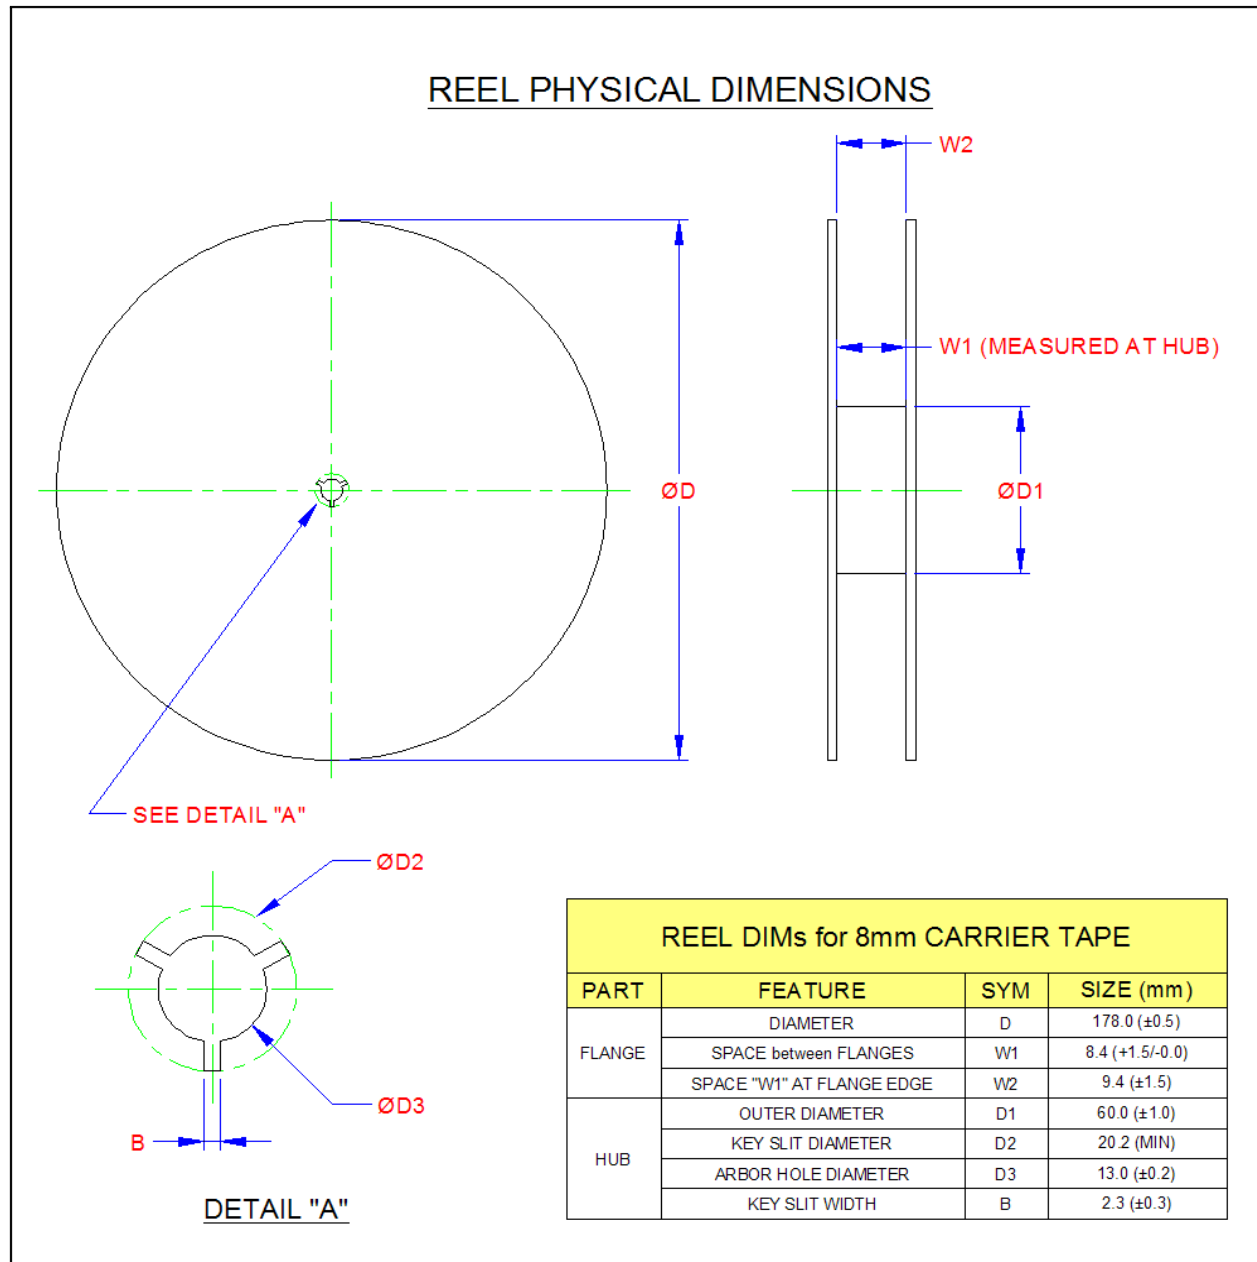 REEL PHYSICAL DIMENSIONS
W2
W1 (MEASURED AT HUB)
ØD
ØD1
SEE DETAIL "A"
ØD2
ØD3
B
DETAIL "A"
REEL DIMs for 8mm CARRIER TAPE
PART FEATURE SYM SIZE (mm)
FLANGE
DIAMETER D 178.0 (±0.5)
SPACE between FLANGES W1 8.4 (+1.5/-0.0)
SPACE "W1" AT FLANGE EDGE W2 9.4 (±1.5)
HUB
OUTER DIAMETER D1 60.0 (±1.0)
KEY SLIT DIAMETER D2 20.2 (MIN)
ARBOR HOLE DIAMETER D3 13.0 (±0.2)
KEY SLIT WIDTH B 2.3 (±0.3)